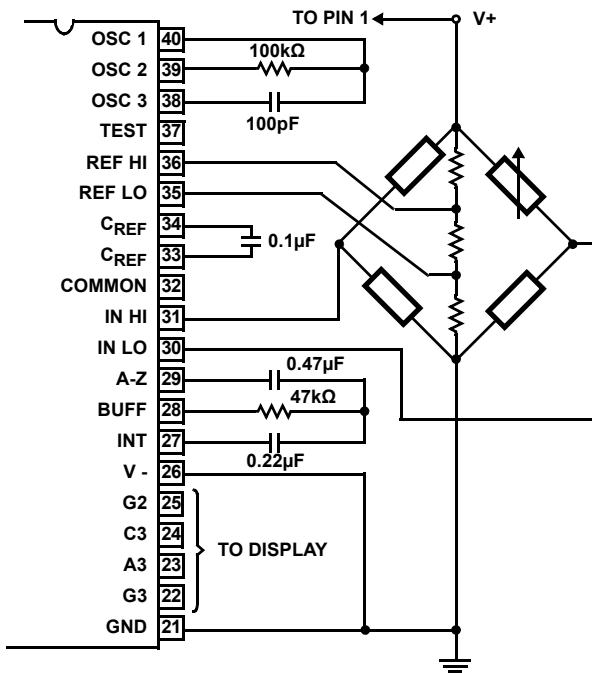 TO PIN 1 V+
OSC 1 40
100kΩ
OSC 2 39
OSC 3 38
100pF
TEST 37
REF HI 36
REF LO 35
CREF 34
0.1µF
CREF 33
COMMON 32
IN HI 31
IN LO 30
0.47µF
A-Z 29
47kΩ
BUFF 28
INT 27
0.22µF
V - 26
G2 25
C3 24
TO DISPLAY
A3 23
G3 22
GND 21